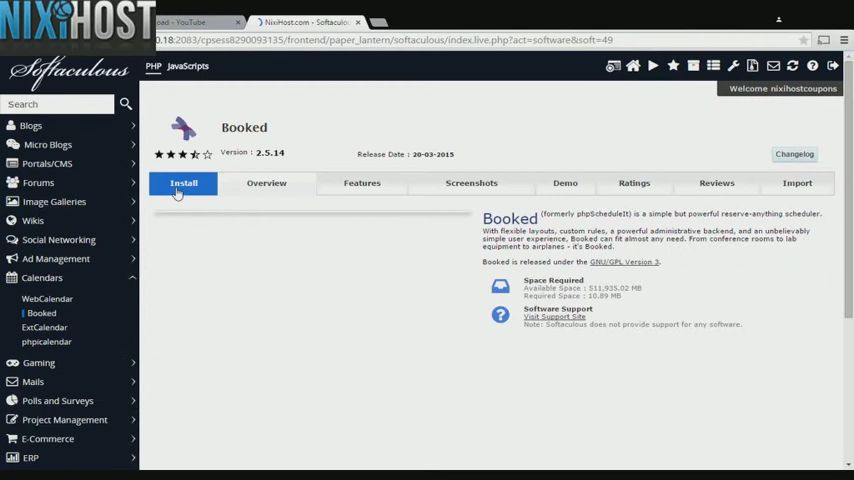 NIXIHOST
oad - YouTube
NixiHost.com - Softaculou
0.18:2083/cpsess8290093135/frontend/paper_lantern/softaculous/index.live.php?act=software&soft=49
Softaculous
PHP JavaScripts
Welcome nixihostcoupons
Search
Blogs
Micro Blogs
Portals/CMS
Forums
Image Galleries
Wikis
Social Networking
Ad Management
Calendars
WebCalendar
Booked
ExtCalendar
phpicalendar
Gaming
Mails
Polls and Surveys
Project Management
E-Commerce
ERP
Booked
Version : 2.5.14
Release Date : 20-03-2015
Changelog
Install
Overview
Features
Screenshots
Demo
Ratings
Reviews
Import
Booked (formerly phpScheduleIt) is a simple but powerful reserve-anything scheduler.
With flexible layouts, custom rules, a powerful administrative backend, and an unbelievably
simple user experience, Booked can fit almost any need. From conference rooms to lab
equipment to airplanes - it's Booked.
Booked is released under the GNU/GPL Version 3.
Space Required
Available Space : 511,935.02 MB
Required Space : 10.89 MB
Software Support
Visit Support Site
Note: Softaculous does not provide support for any software.